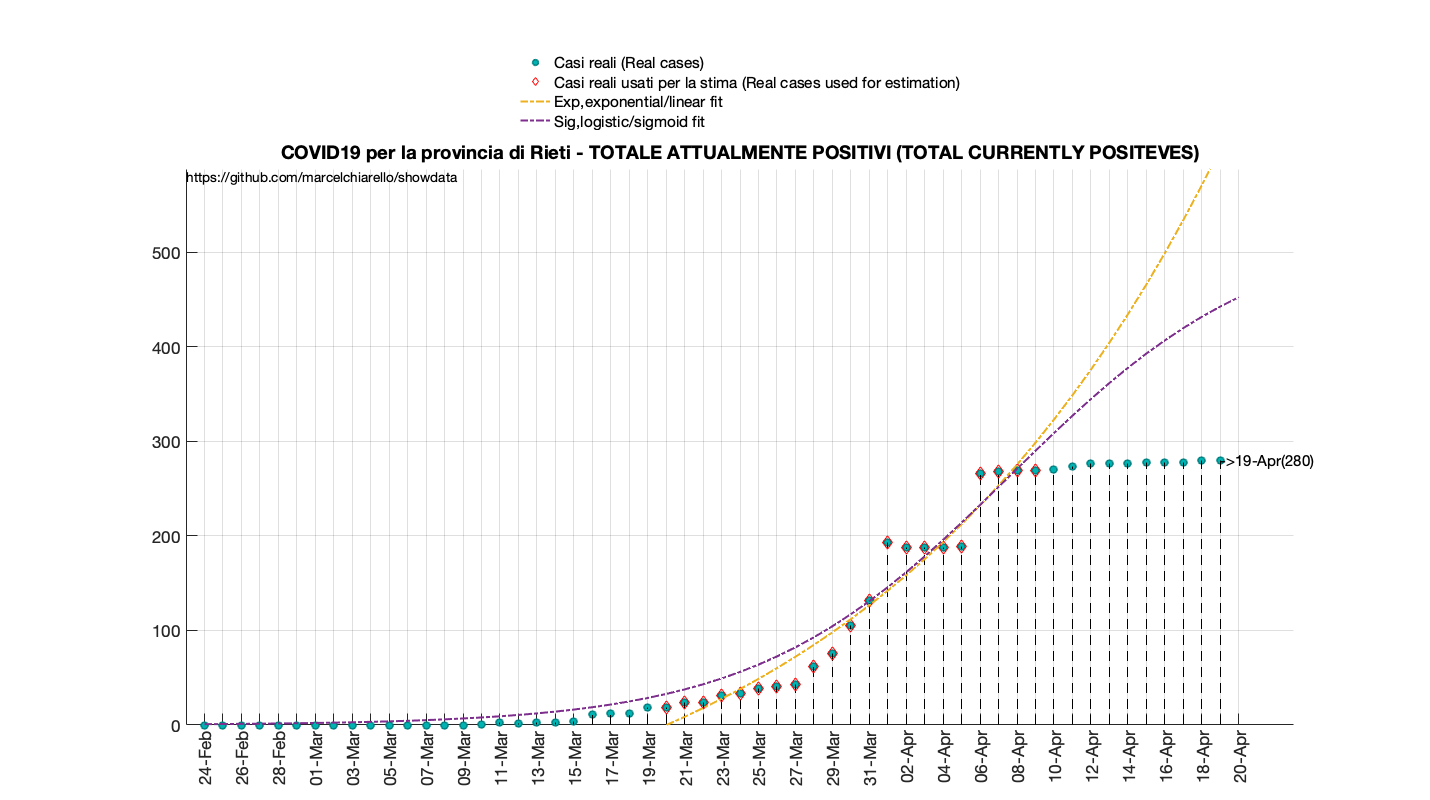 Casi reali (Real cases)
Casi reali usati per la stima (Real cases used for estimation)
Exp,exponential/linear fit
Sig,logistic/sigmoid fit
COVID19 per la provincia di Rieti - TOTALE ATTUALMENTE POSITIVI (TOTAL CURRENTLY POSITEVES)
https://github.com/marcelchiarello/showdata
500
400
300
200
100
0
->19-Apr(280)
24-Feb
26-Feb
28-Feb
01-Mar
03-Mar
05-Mar
07-Mar
09-Mar
11-Mar
13-Mar
15-Mar
17-Mar
19-Mar
21-Mar
23-Mar
25-Mar
27-Mar
29-Mar
31-Mar
02-Apr
04-Apr
06-Apr
08-Apr
10-Apr
12-Apr
14-Apr
16-Apr
18-Apr
20-Apr